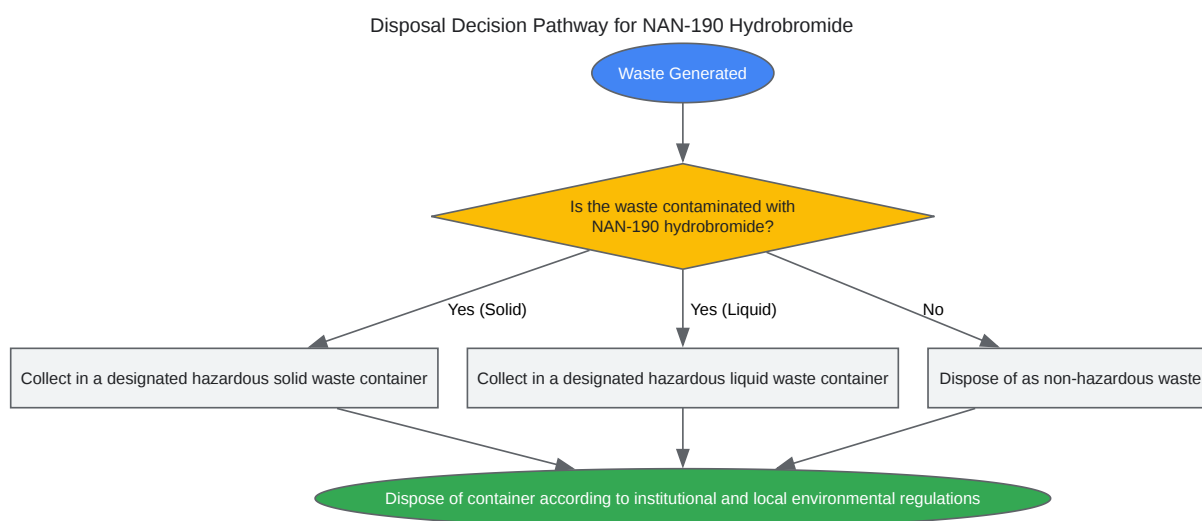 Disposal Decision Pathway for NAN-190 Hydrobromide
Waste Generated
Is the waste contaminated with
NAN-190 hydrobromide?
Yes (Solid)
Yes (Liquid)
No
Collect in a designated hazardous solid waste container
Collect in a designated hazardous liquid waste container
Dispose of as non-hazardous waste
Dispose of container according to institutional and local environmental regulations